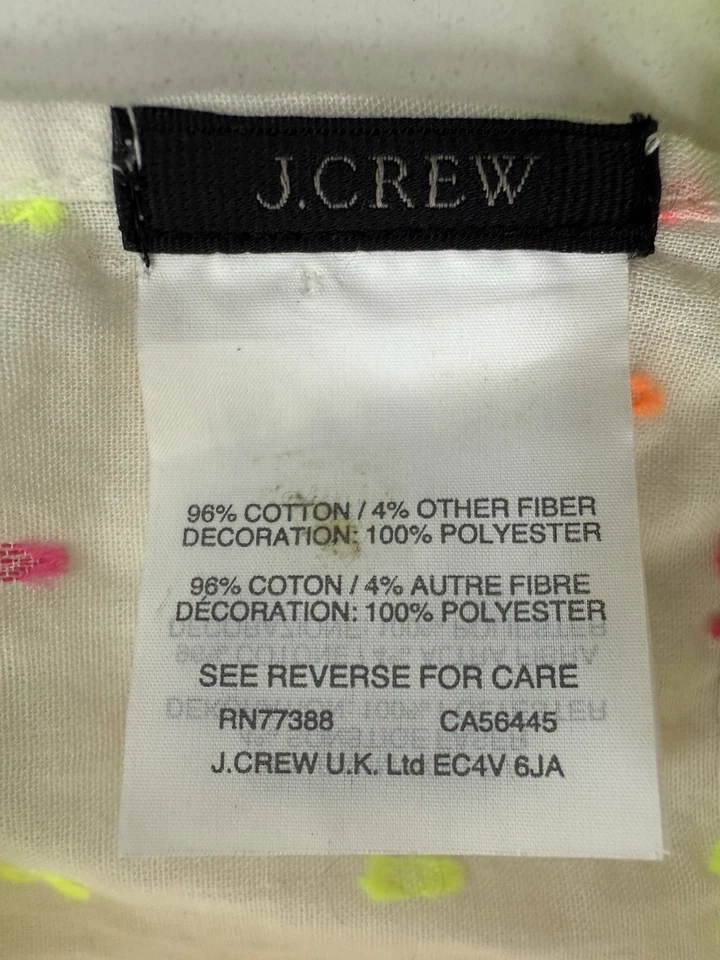 J.CREW
96% COTTON / 4% OTHER FIBER
DECORATION: 100% POLYESTER
96% COTON / 4% AUTRE FIBRE
DÉCORATION: 100% POLYESTER
SEE REVERSE FOR CARE
RN77388 CA56445
J.CREW U.K. Ltd EC4V 6JA